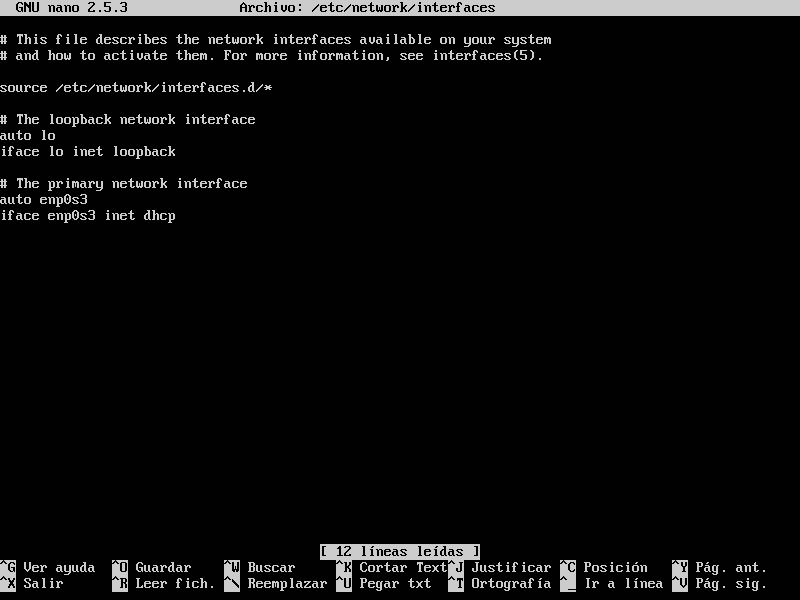 GNU nano 2.5.3 Archivo: /etc/network/interfaces
# This file describes the network interfaces available on your system
# and how to activate them. For more information, see interfaces(5).
source /etc/network/interfaces.d/*
# The loopback network interface
auto lo
iface lo inet loopback
# The primary network interface
auto enp0s3
iface enp0s3 inet dhcp
[ 12 líneas leídas ]
^G Ver ayuda ^O Guardar ^W Buscar ^K Cortar Text^J Justificar ^C Posición ^Y Pág. ant.
^X Salir ^R Leer fich. ^\ Reemplazar ^U Pegar txt ^T Ortografía ^_ Ir a línea ^V Pág. sig.